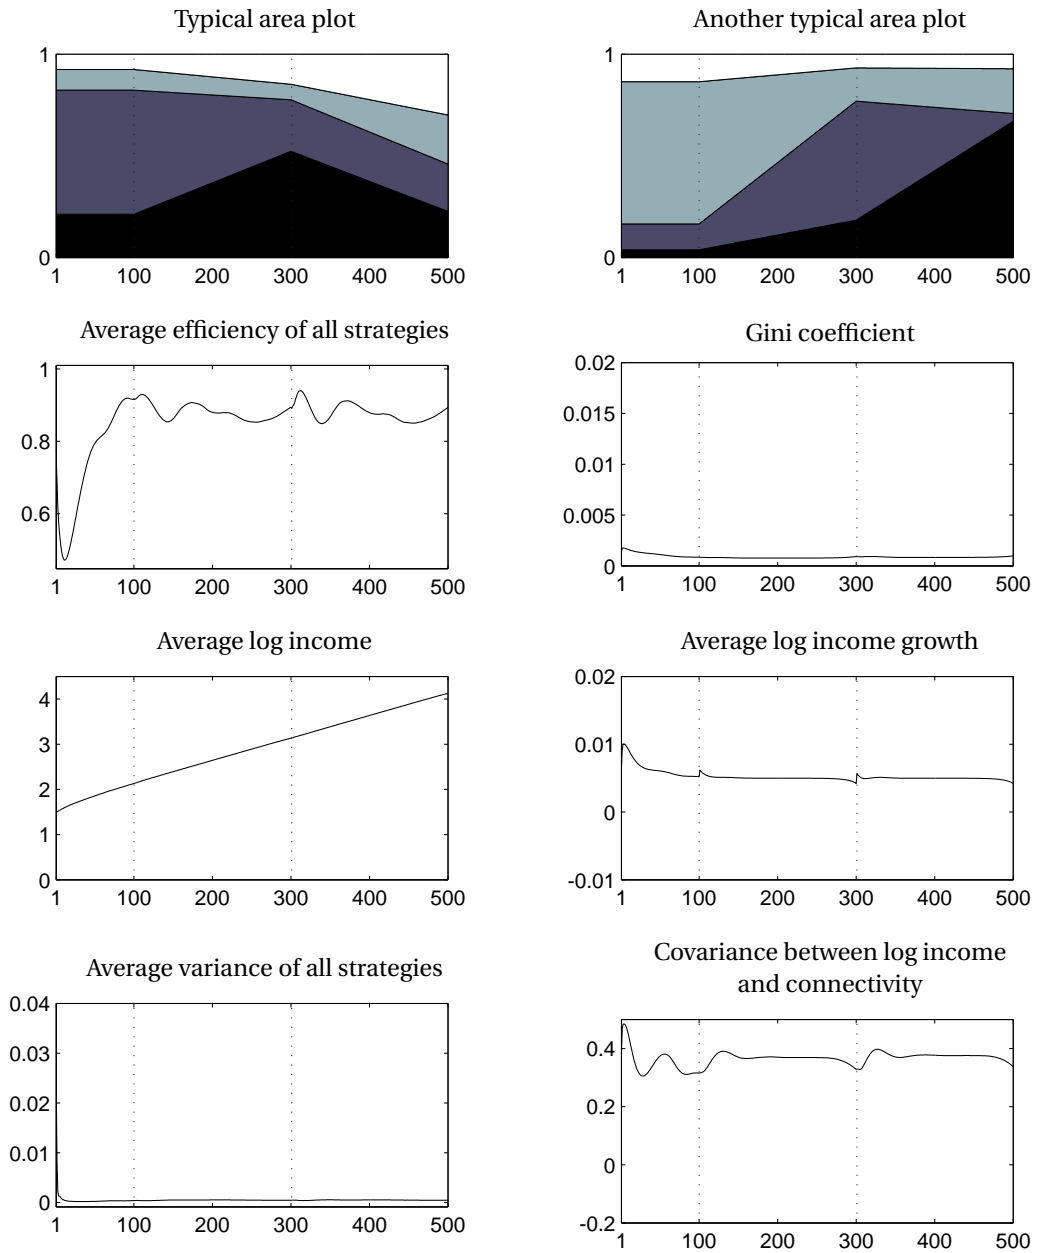 Typical area plot
1
0
1 100 200 300 400 500
Another typical area plot
1
0
1 100 200 300 400 500
Average efficiency of all strategies
1
0.8
0.6
1 100 200 300 400 500
Gini coefficient
0.02
0.015
0.01
0.005
0
1 100 200 300 400 500
Average log income
4
3
2
1
0
1 100 200 300 400 500
Average log income growth
0.02
0.01
0
-0.01
1 100 200 300 400 500
Average variance of all strategies
0.04
0.03
0.02
0.01
0
1 100 200 300 400 500
Covariance between log income
and connectivity
0.4
0.2
0
-0.2
1 100 200 300 400 500